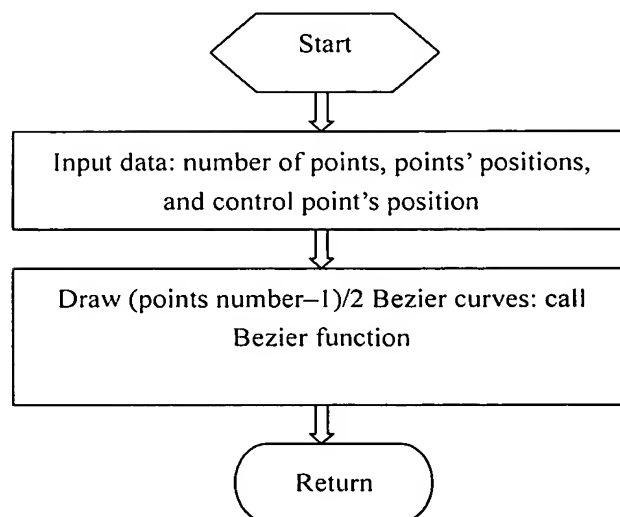 Start
Input data: number of points, points' positions,
and control point's position
Draw (points number–1)/2 Bezier curves: call
Bezier function
Return